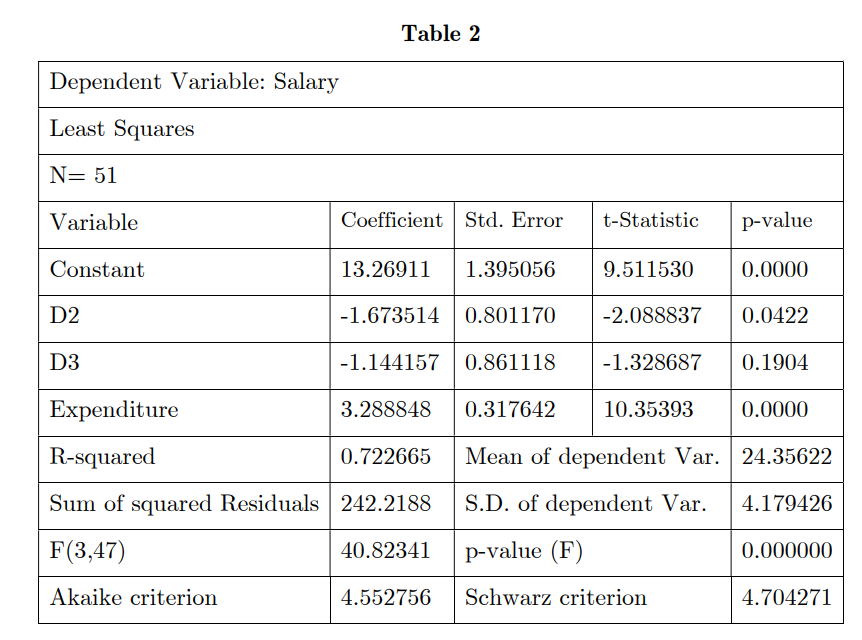 Table 2
Dependent Variable: Salary
Least Squares
N= 51
Variable Coefficient Std. Error t-Statistic p-value
Constant 13.26911 1.395056 9.511530 0.0000
D2 -1.673514 0.801170 -2.088837 0.0422
D3 -1.144157 0.861118 -1.328687 0.1904
Expenditure 3.288848 0.317642 10.35393 0.0000
R-squared 0.722665 Mean of dependent Var. 24.35622
Sum of squared Residuals 242.2188 S.D. of dependent Var. 4.179426
F(3,47) 40.82341 p-value (F) 0.000000
Akaike criterion 4.552756 Schwarz criterion 4.704271